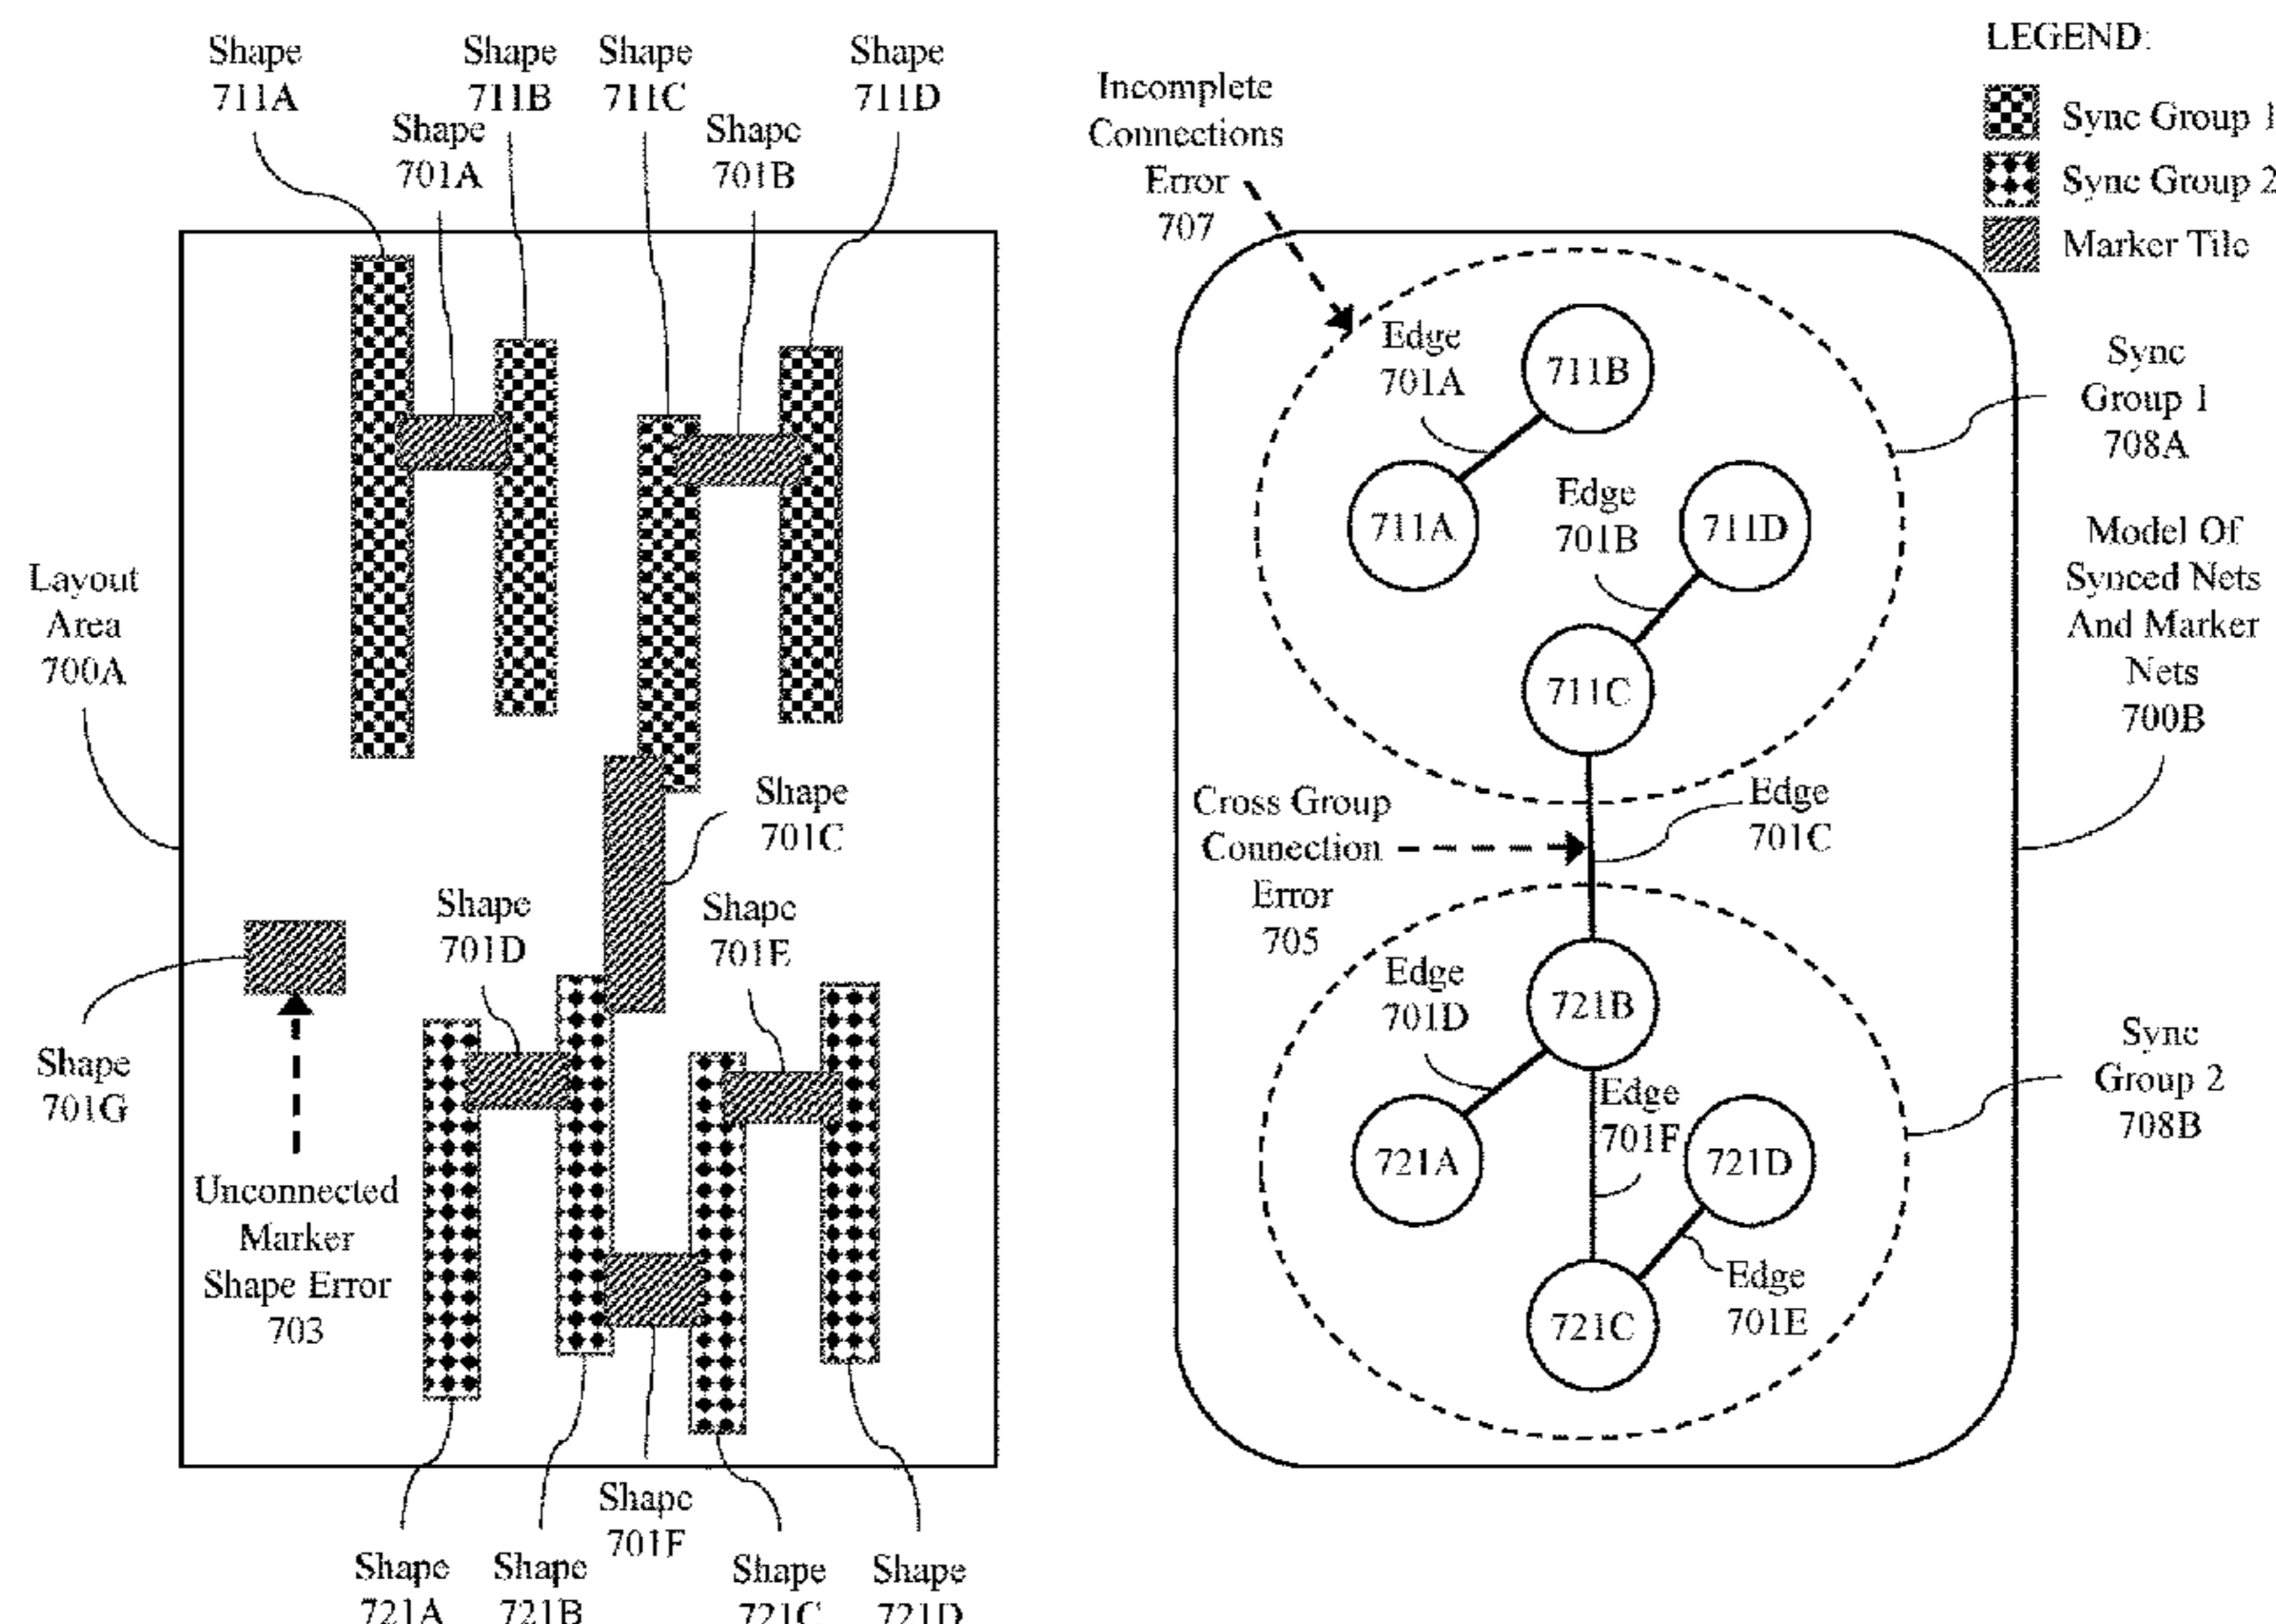 Shape
711A
Shape
711B
Shape
711C
Shape
711D
Shape
701A
Shape
701B
Layout
Area
700A
Shape
701C
Shape
701D
Shape
701E
Shape
701G
Unconnected
Marker
Shape Error
703
Shape
701F
Shape
721A
Shape
721B
Shape
721C
Shape
721D
Incomplete
Connections
Error
707
Edge
701A
711B
711A
Edge
701B
711D
711C
Cross Group
Connection
Error
705
Edge
701C
Edge
701D
721B
721A
Edge
701F
721D
721C
Edge
701E
LEGEND:
Sync Group 1
Sync Group 2
Marker Tile
Sync
Group 1
708A
Model Of
Synced Nets
And Marker
Nets
700B
Sync
Group 2
708B